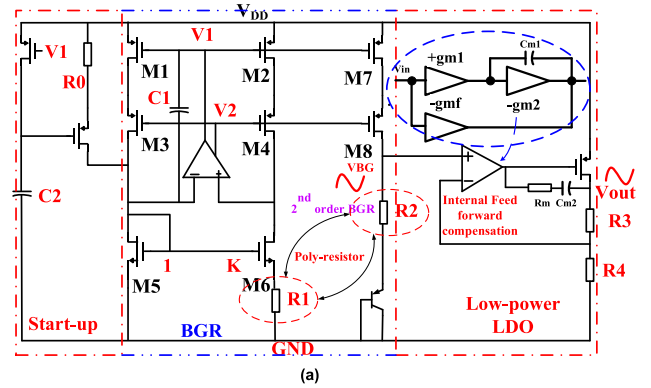 VDD
V1
V1
R0
M1
M2
M7
C1
V2
M3
M4
M8
C2
VBG
2nd order BGR
R2
1
K
Poly-resistor
M5
M6
R1
Start-up
BGR
GND
Vin
+gm1
Cm1
-gmf
-gm2
Internal Feed
forward
compensation
Rm
Cm2
Vout
R3
R4
Low-power
LDO
+
-
-
+
(a)